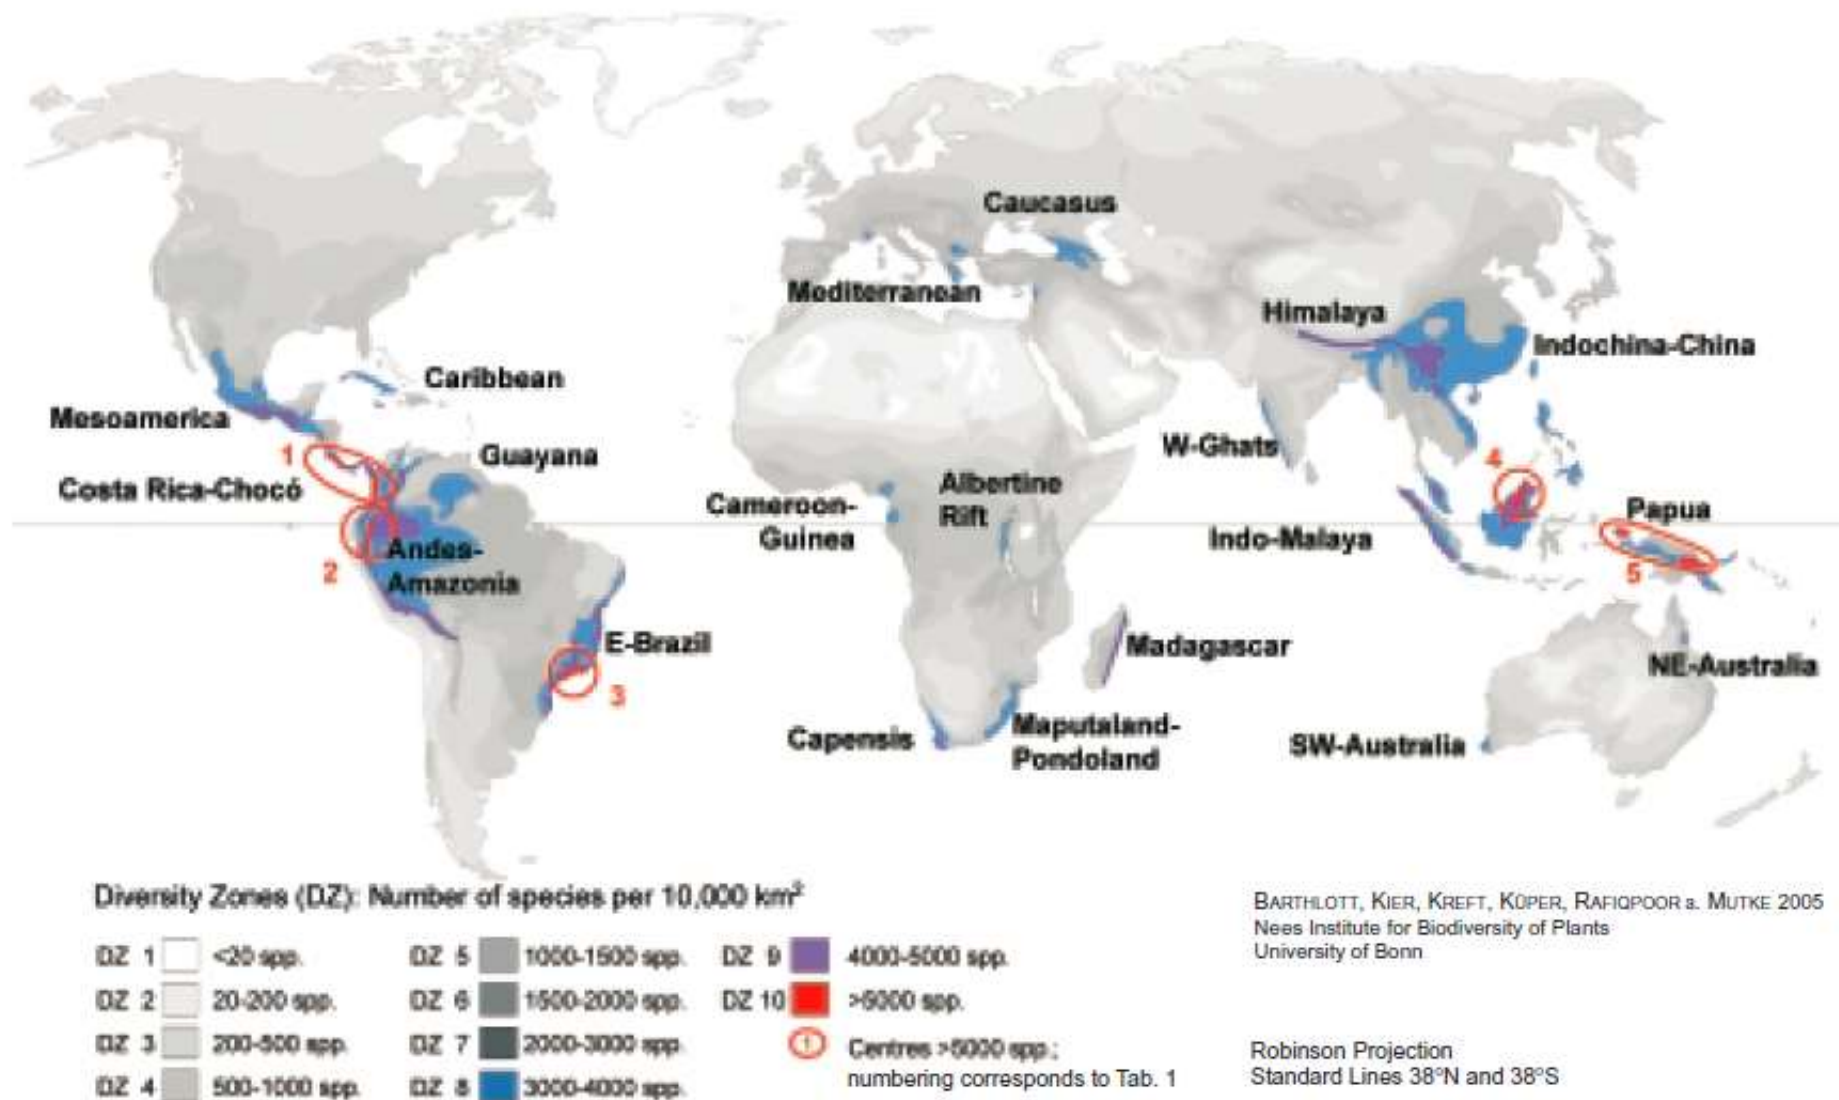 Caucasus
Mediterranean
Himalaya
Indochina-China
Caribbean
Mesoamerica
1
Guayana
W-Ghats
4
Costa Rica-Chocó
Albertine
Rift
Cameroon-
Guinea
Papua
Indo-Malaya
Andes-
Amazonia
2
5
E-Brazil
Madagascar
NE-Australia
3
Capensis
Maputaland-
Pondoland
SW-Australia
Diversity Zones (DZ): Number of species per 10,000 km²
BARTHLOTT, KIER, KREFT, KÜPER, RAFIQPOOR a. MUTKE 2005
Nees Institute for Biodiversity of Plants
University of Bonn
DZ 1 <20 spp.
DZ 2 20-200 spp.
DZ 3 200-500 spp.
DZ 4 500-1000 spp.
DZ 5 1000-1500 spp.
DZ 6 1500-2000 spp.
DZ 7 2000-3000 spp.
DZ 8 3000-4000 spp.
DZ 9 4000-5000 spp.
DZ 10 >5000 spp.
1 Centres >5000 spp.;
numbering corresponds to Tab. 1
Robinson Projection
Standard Lines 38°N and 38°S